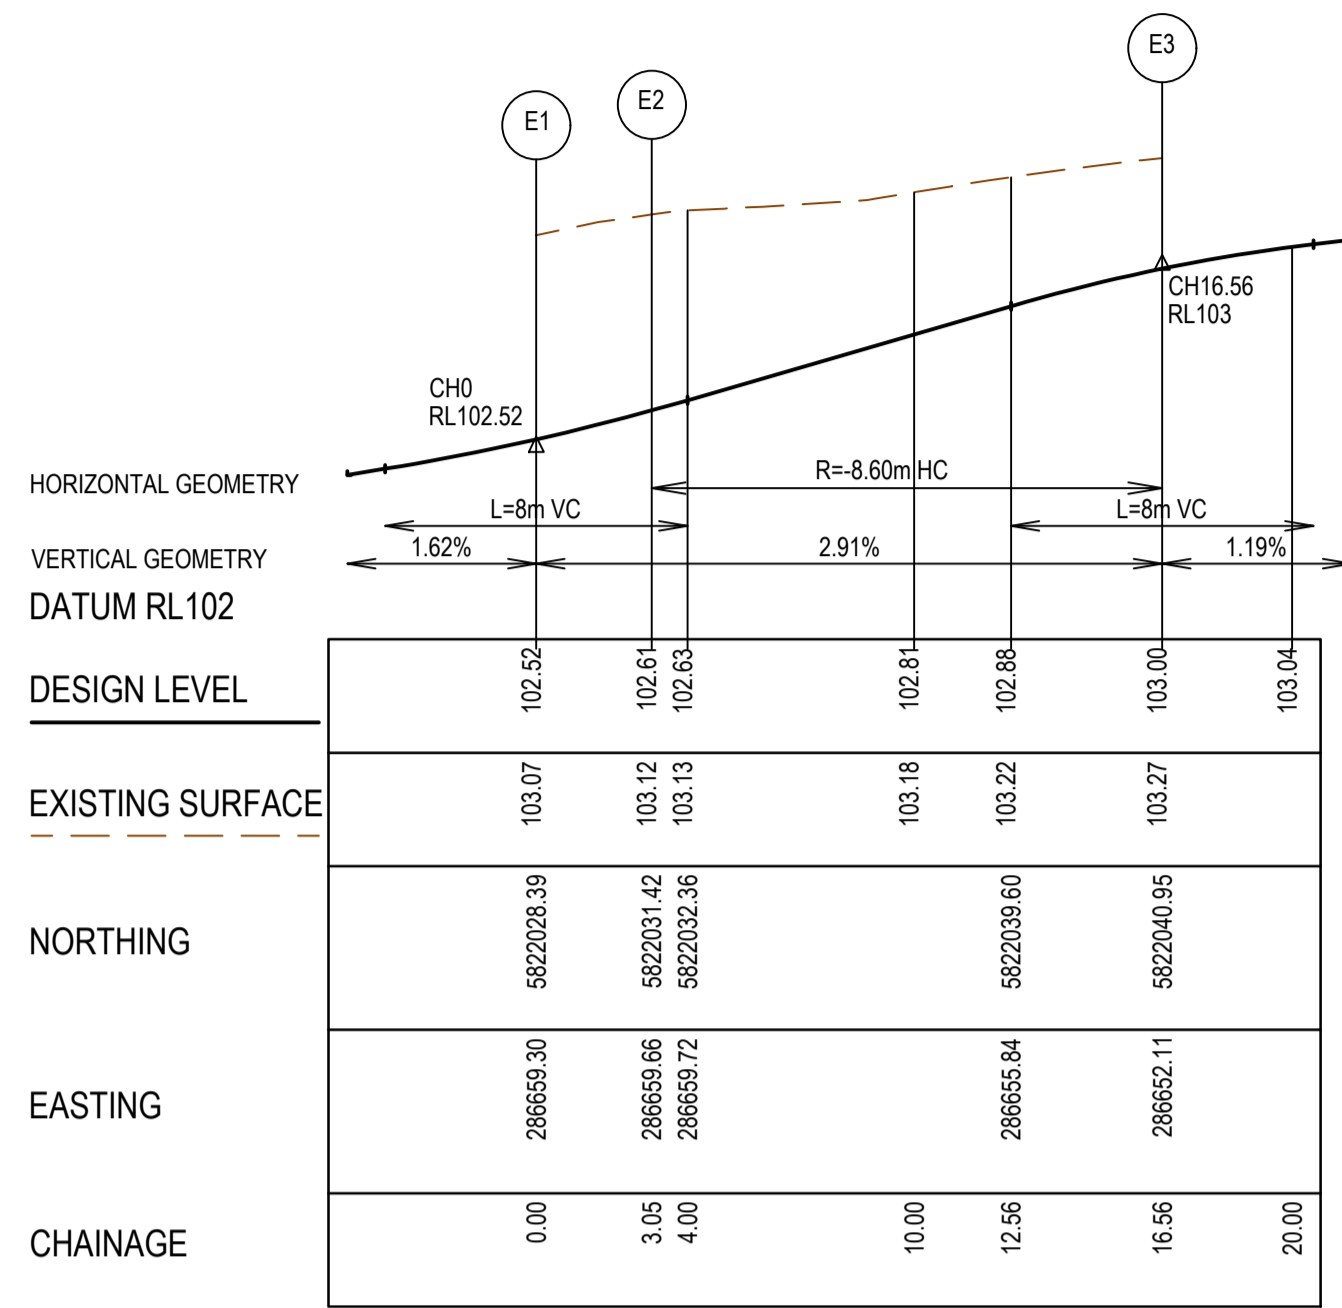 E3
E2
E1
CH16.56
RL103
CH0
RL102.52
HORIZONTAL GEOMETRY
R=-8.60m HC
L=8m VC
L=8m VC
VERTICAL GEOMETRY
1.62%
2.91%
1.19%
DATUM RL102
DESIGN LEVEL
102.52
102.61
102.63
102.81
102.88
103.00
103.04
EXISTING SURFACE
103.07
103.12
103.13
103.18
103.22
103.27
NORTHING
5822028.39
5822031.42
5822032.36
5822039.60
5822040.95
EASTING
286659.30
286659.66
286659.72
286655.84
286652.11
CHAINAGE
0.00
3.05
4.00
10.00
12.56
16.56
20.00